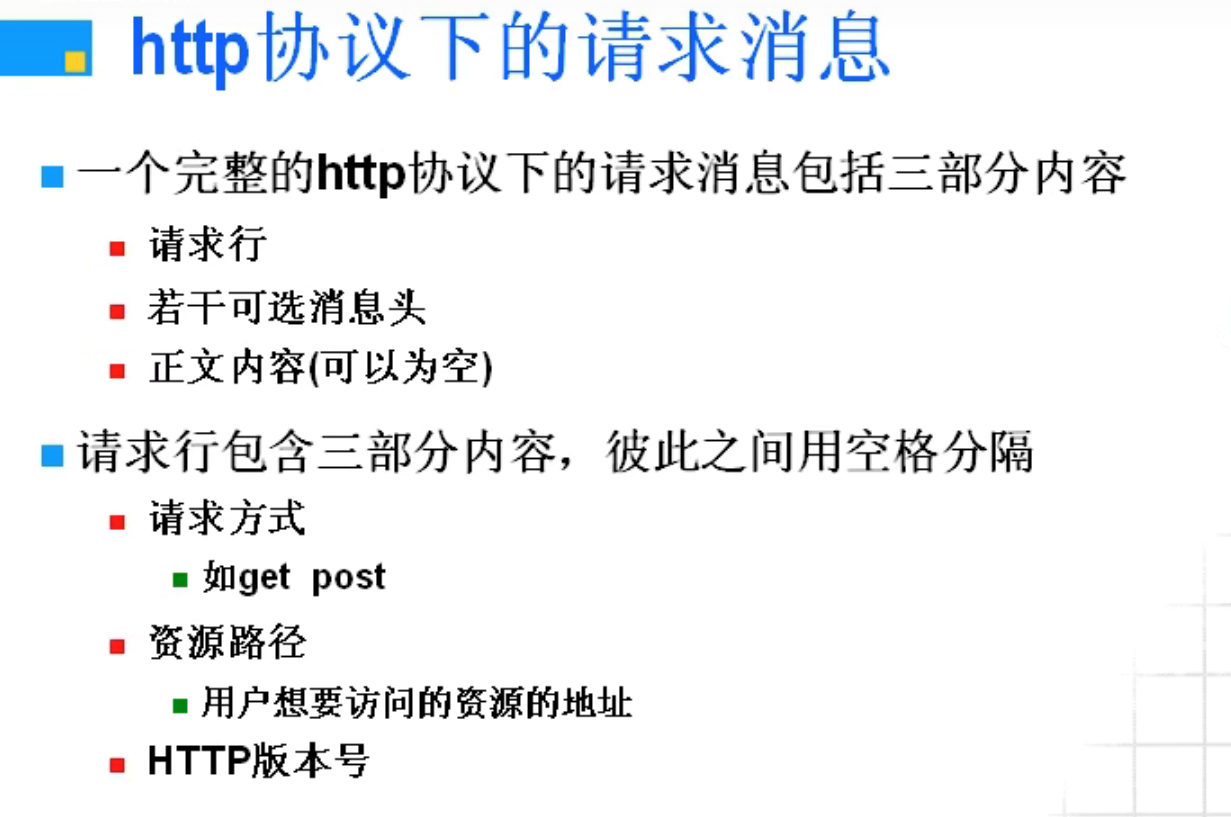 http协议下的请求消息
一个完整的http协议下的请求消息包括三部分内容
请求行
若干可选消息头
正文内容(可以为空)
请求行包含三部分内容，彼此之间用空格分隔
请求方式
如get post
资源路径
用户想要访问的资源的地址
HTTP版本号